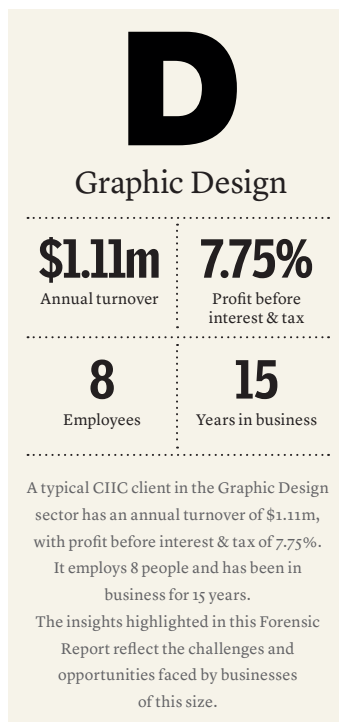 D
Graphic Design
$1.11m
Annual turnover
7.75%
Profit before
interest & tax
8
Employees
15
Years in business
A typical CIIC client in the Graphic Design
sector has an annual turnover of $1.11m,
with profit before interest & tax of 7.75%.
It employs 8 people and has been in
business for 15 years.
The insights highlighted in this Forensic
Report reflect the challenges and
opportunities faced by businesses
of this size.